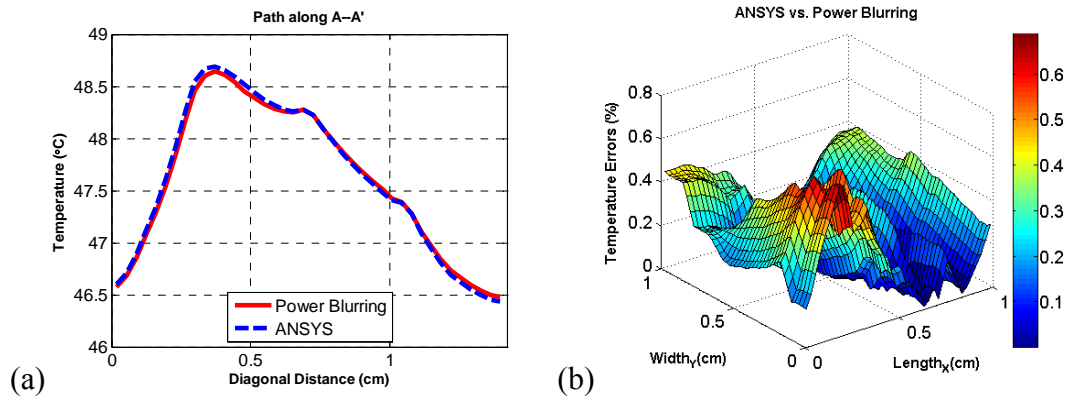 Path along A--A'
49
48.5
48
47.5
47
46.5
46
0
0.5
1
Temperature (°C)
Diagonal Distance (cm)
Power Blurring
ANSYS
(a)
ANSYS vs. Power Blurring
0.8
0.6
0.4
0.2
0
1
0.5
0
0
0.5
1
Temperature Errors (%)
Width_Y(cm)
Length_X(cm)
0.6
0.5
0.4
0.3
0.2
0.1
(b)